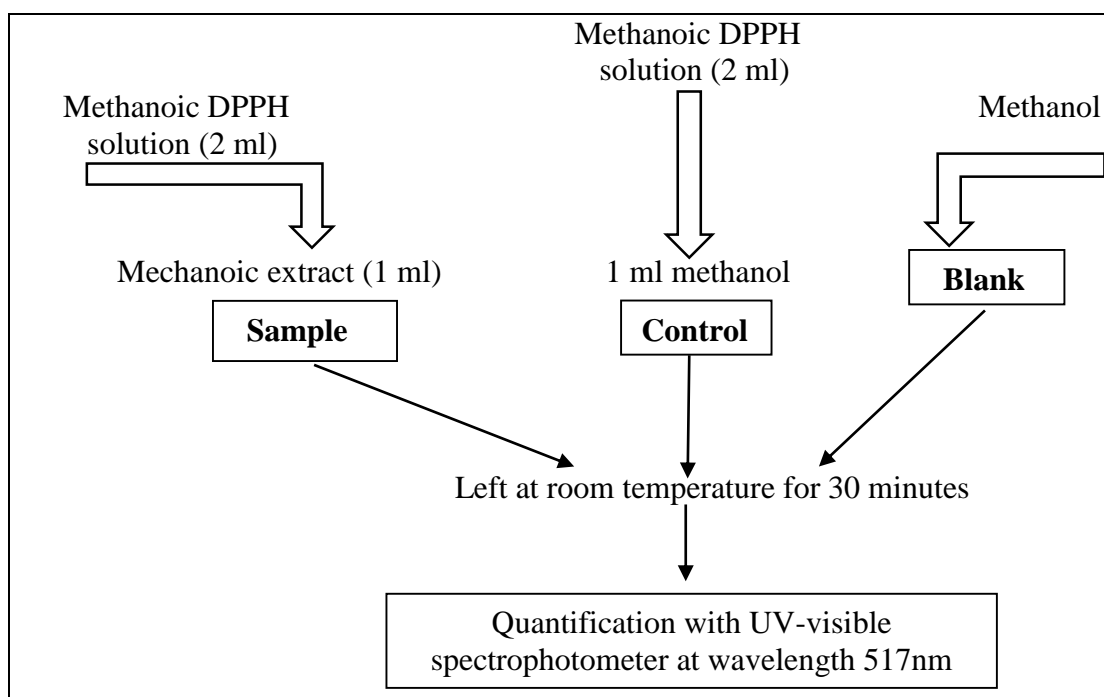 Methanoic DPPH
solution (2 ml)
Methanoic DPPH
solution (2 ml)
Methanol
Mechanoic extract (1 ml)
1 ml methanol
Blank
Sample
Control
Left at room temperature for 30 minutes
Quantification with UV-visible
spectrophotometer at wavelength 517nm